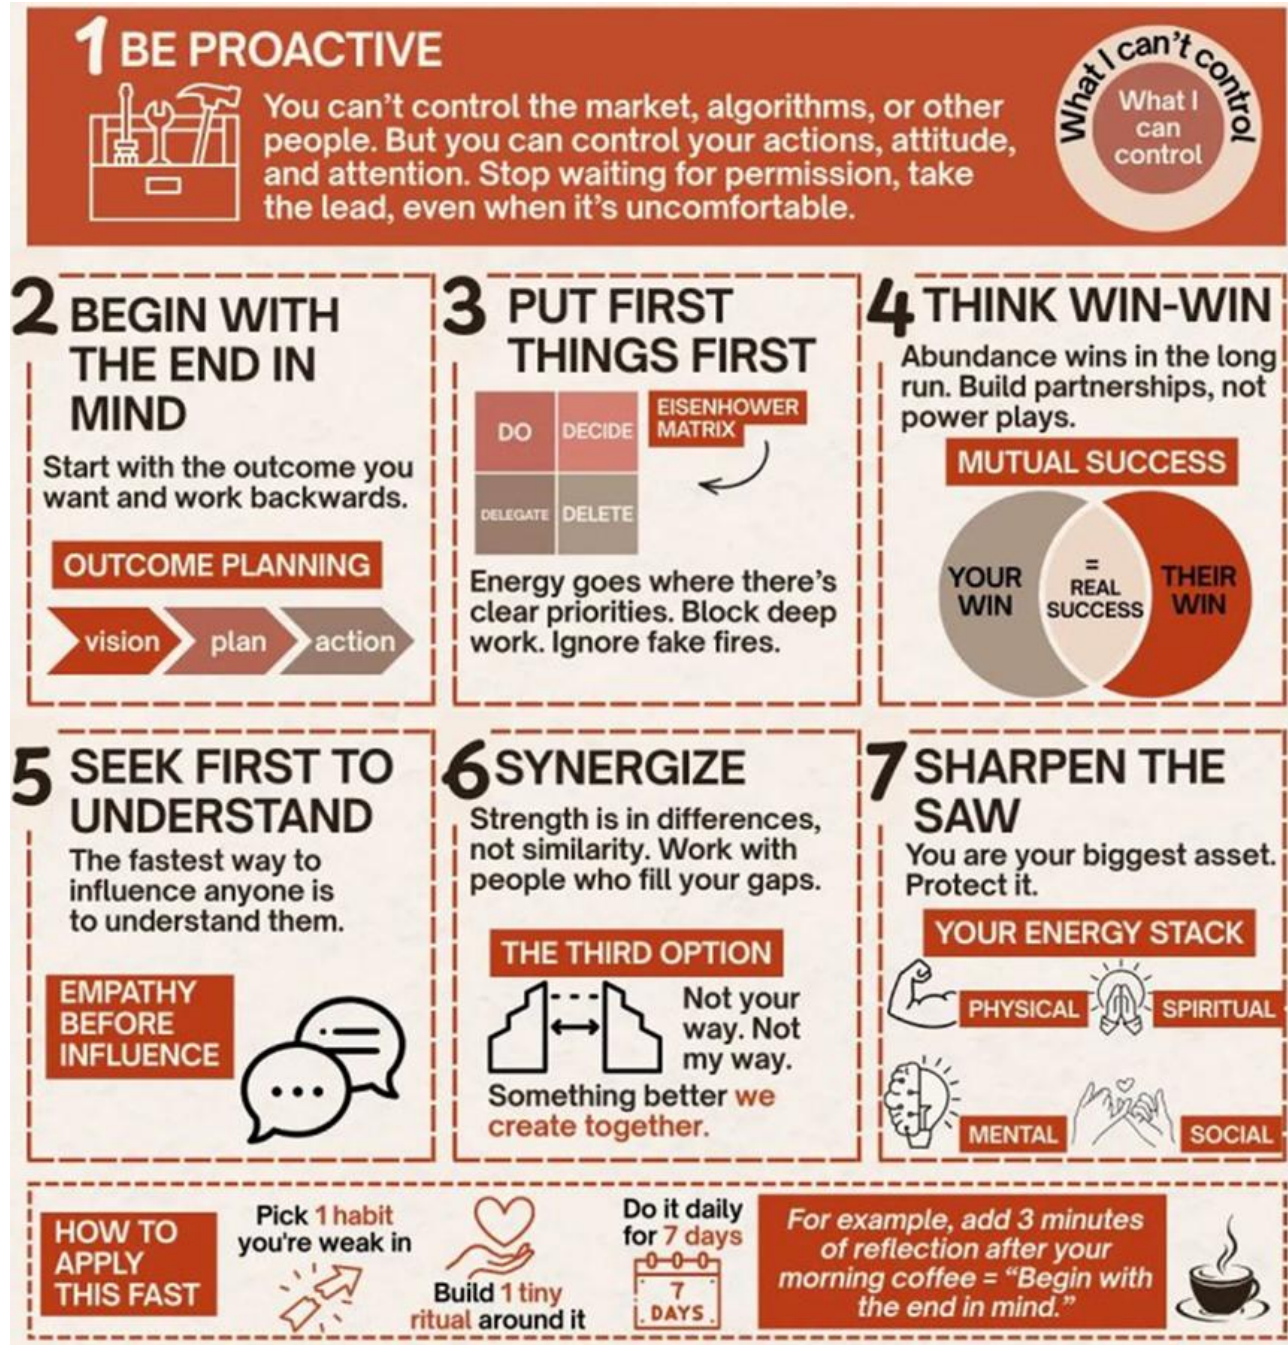 1 BE PROACTIVE
You can't control the market, algorithms, or other
people. But you can control your actions, attitude,
and attention. Stop waiting for permission, take
the lead, even when it's uncomfortable.
What I can't control
What I
can
control
2 BEGIN WITH
THE END IN
MIND
Start with the outcome you
want and work backwards.
OUTCOME PLANNING
vision plan action
3 PUT FIRST
THINGS FIRST
DO DECIDE
DELEGATE DELETE
EISENHOWER
MATRIX
Energy goes where there's
clear priorities. Block deep
work. Ignore fake fires.
4 THINK WIN-WIN
Abundance wins in the long
run. Build partnerships, not
power plays.
MUTUAL SUCCESS
YOUR
WIN
=
REAL
SUCCESS
THEIR
WIN
5 SEEK FIRST TO
UNDERSTAND
The fastest way to
influence anyone is
to understand them.
EMPATHY
BEFORE
INFLUENCE
6 SYNERGIZE
Strength is in differences,
not similarity. Work with
people who fill your gaps.
THE THIRD OPTION
Not your
way. Not
my way.
Something better we
create together.
7 SHARPEN THE
SAW
You are your biggest asset.
Protect it.
YOUR ENERGY STACK
PHYSICAL SPIRITUAL
MENTAL SOCIAL
HOW TO
APPLY
THIS FAST
Pick 1 habit
you're weak in
Build 1 tiny
ritual around it
Do it daily
for 7 days
7
DAYS
For example, add 3 minutes
of reflection after your
morning coffee = "Begin with
the end in mind."